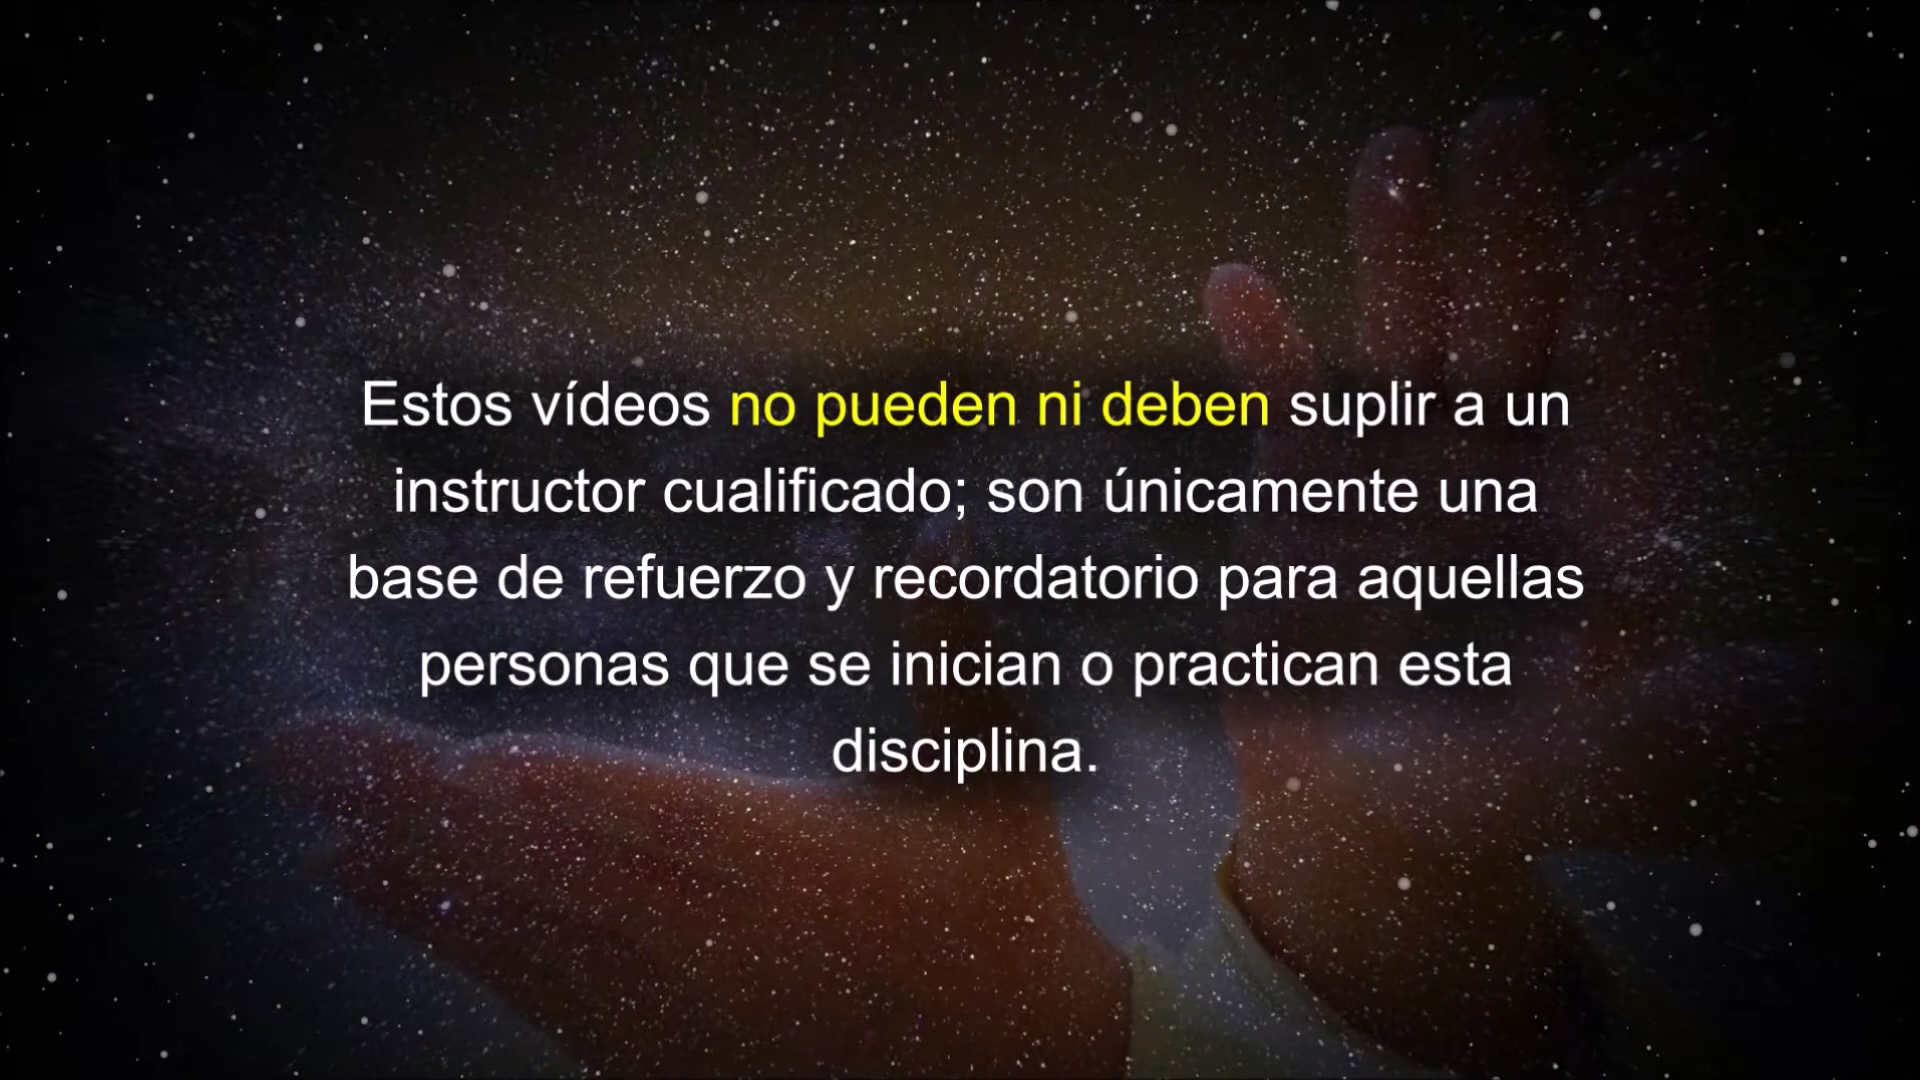 Estos vídeos no pueden ni deben suplir a un
instructor cualificado; son únicamente una
base de refuerzo y recordatorio para aquellas
personas que se inician o practican esta
disciplina.